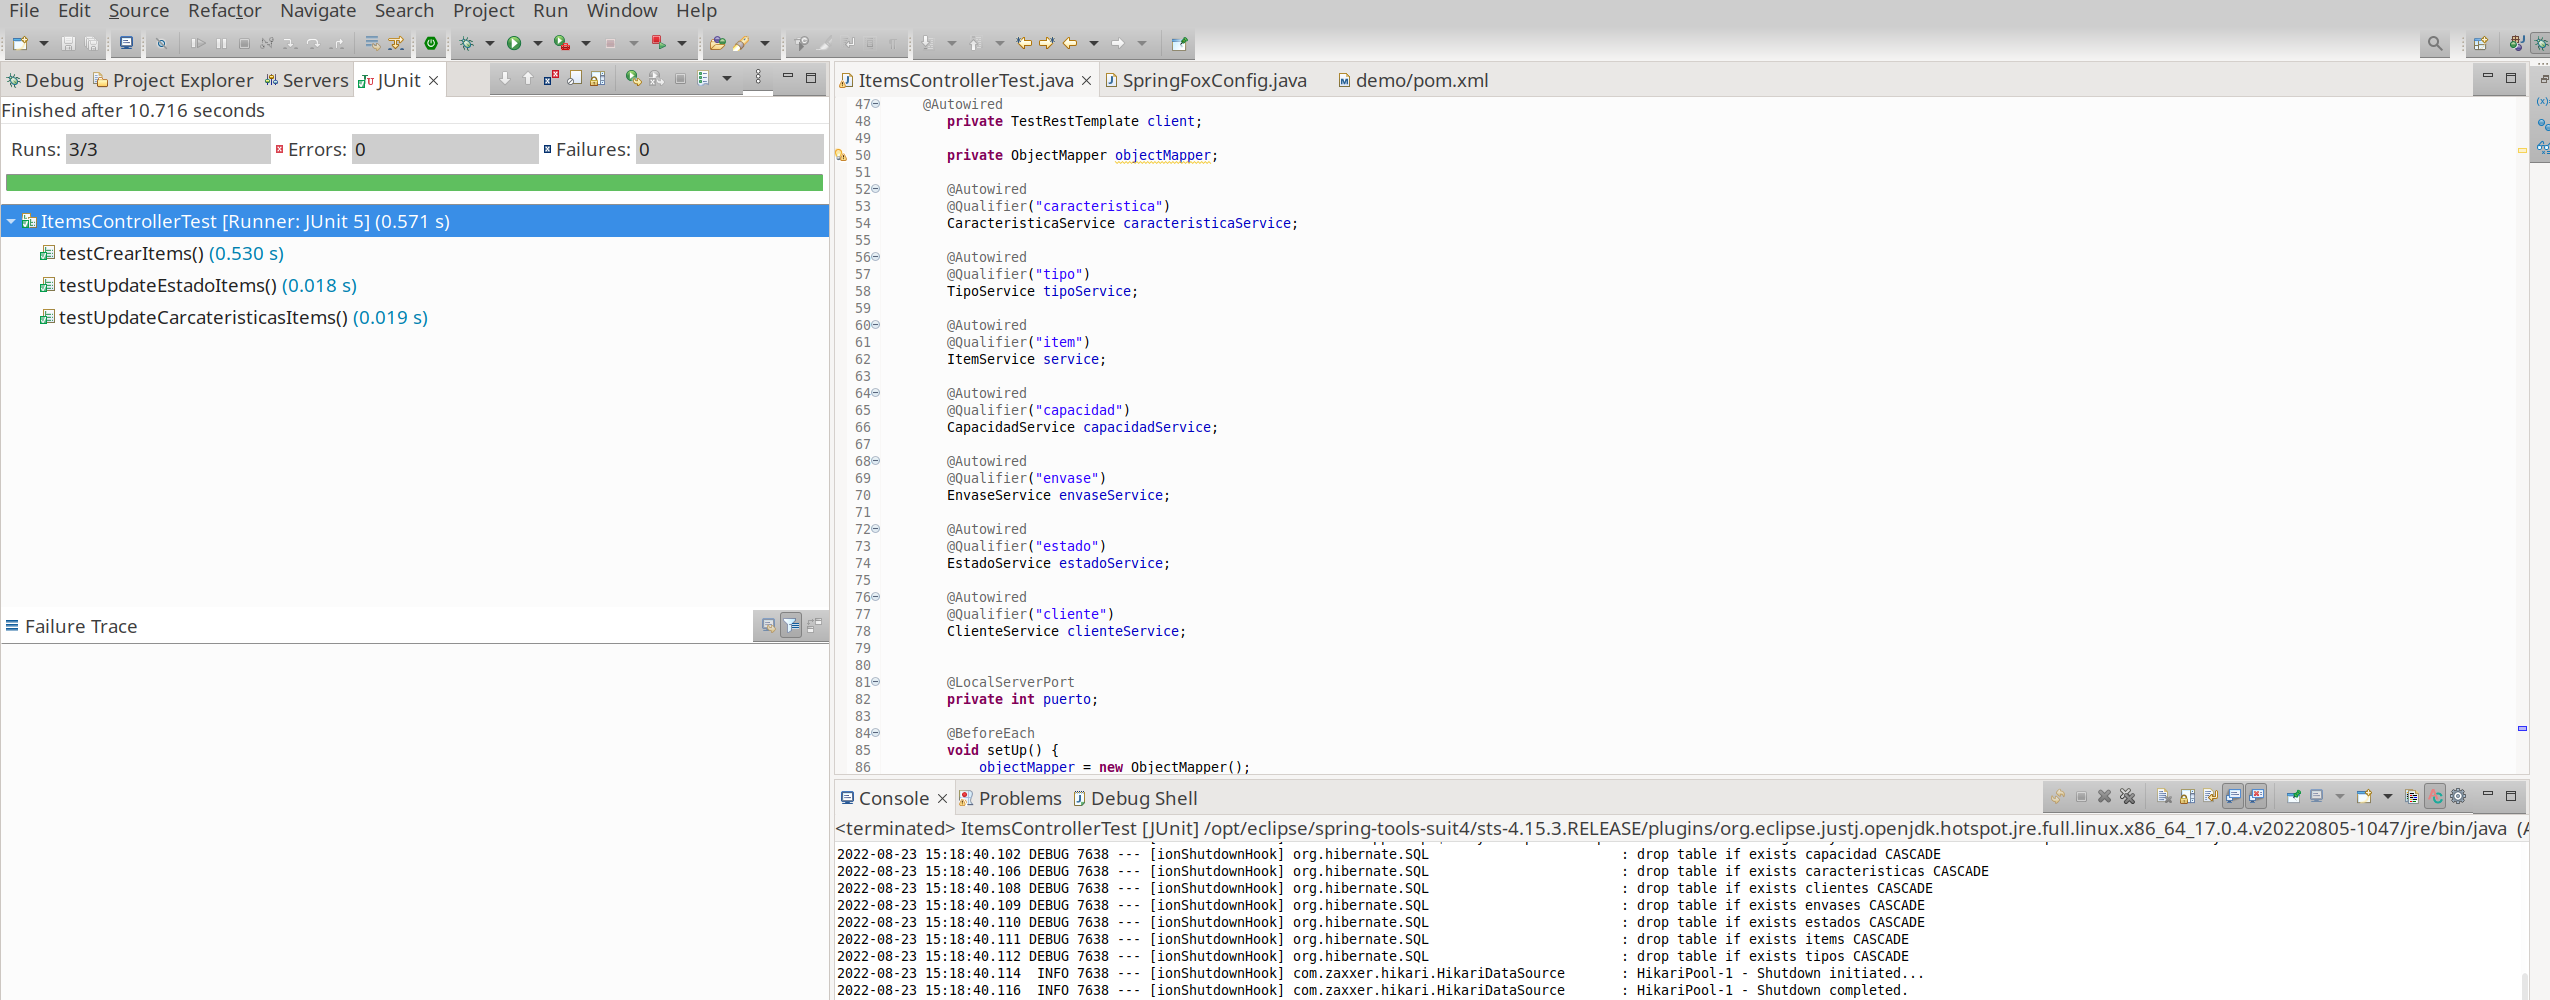 File Edit Source Refactor Navigate Search Project Run Window Help
Debug Project Explorer Servers JUnit
Finished after 10.716 seconds
Runs: 3/3 Errors: 0 Failures: 0
ItemsControllerTest [Runner: JUnit 5] (0.571 s)
testCrearItems() (0.530 s)
testUpdateEstadoItems() (0.018 s)
testUpdateCarcateristicasItems() (0.019 s)
Failure Trace
ItemsControllerTest.java SpringFoxConfig.java demo/pom.xml
47 @Autowired
48 private TestRestTemplate client;
49
50 private ObjectMapper objectMapper;
51
52 @Autowired
53 @Qualifier("caracteristica")
54 CaracteristicaService caracteristicaService;
55
56 @Autowired
57 @Qualifier("tipo")
58 TipoService tipoService;
59
60 @Autowired
61 @Qualifier("item")
62 ItemService service;
63
64 @Autowired
65 @Qualifier("capacidad")
66 CapacidadService capacidadService;
67
68 @Autowired
69 @Qualifier("envase")
70 EnvaseService envaseService;
71
72 @Autowired
73 @Qualifier("estado")
74 EstadoService estadoService;
75
76 @Autowired
77 @Qualifier("cliente")
78 ClienteService clienteService;
79
80
81 @LocalServerPort
82 private int puerto;
83
84 @BeforeEach
85 void setUp() {
86 objectMapper = new ObjectMapper();
Console Problems Debug Shell
<terminated> ItemsControllerTest [JUnit] /opt/eclipse/spring-tools-suit4/sts-4.15.3.RELEASE/plugins/org.eclipse.justj.openjdk.hotspot.jre.full.linux.x86_64_17.0.4.v20220805-1047/jre/bin/java (
2022-08-23 15:18:40.102 DEBUG 7638 --- [ionShutdownHook] org.hibernate.SQL : drop table if exists capacidad CASCADE
2022-08-23 15:18:40.106 DEBUG 7638 --- [ionShutdownHook] org.hibernate.SQL : drop table if exists caracteristicas CASCADE
2022-08-23 15:18:40.108 DEBUG 7638 --- [ionShutdownHook] org.hibernate.SQL : drop table if exists clientes CASCADE
2022-08-23 15:18:40.109 DEBUG 7638 --- [ionShutdownHook] org.hibernate.SQL : drop table if exists envases CASCADE
2022-08-23 15:18:40.110 DEBUG 7638 --- [ionShutdownHook] org.hibernate.SQL : drop table if exists estados CASCADE
2022-08-23 15:18:40.111 DEBUG 7638 --- [ionShutdownHook] org.hibernate.SQL : drop table if exists items CASCADE
2022-08-23 15:18:40.112 DEBUG 7638 --- [ionShutdownHook] org.hibernate.SQL : drop table if exists tipos CASCADE
2022-08-23 15:18:40.114 INFO 7638 --- [ionShutdownHook] com.zaxxer.hikari.HikariDataSource : HikariPool-1 - Shutdown initiated...
2022-08-23 15:18:40.116 INFO 7638 --- [ionShutdownHook] com.zaxxer.hikari.HikariDataSource : HikariPool-1 - Shutdown completed.